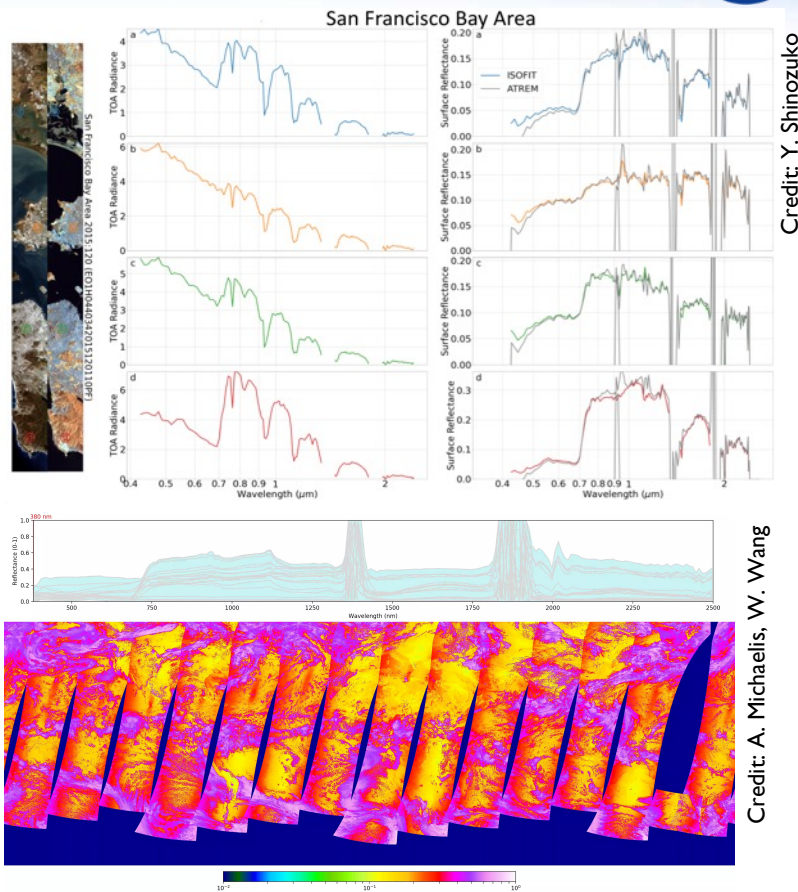 San Francisco Bay Area
San Francisco Bay Area 2015:120 (EO1H0440342015120110PF)
a
TOA Radiance
4
3
2
1
0
a
Surface Reflectance
0.20
0.15
0.10
0.05
0.00
ISOFIT
ATREM
b
TOA Radiance
6
4
2
0
b
Surface Reflectance
0.20
0.15
0.10
0.05
0.00
c
TOA Radiance
5
4
3
2
1
0
c
Surface Reflectance
0.20
0.15
0.10
0.05
0.00
d
TOA Radiance
6
4
2
0
d
Surface Reflectance
0.3
0.2
0.1
0.0
0.4 0.5 0.6 0.7 0.8 0.9 1 2
Wavelength (μm)
0.4 0.5 0.6 0.7 0.8 0.9 1 2
Wavelength (μm)
Credit: Y. Shinozuko
380 nm
Reflectance (0-1)
1.0
0.8
0.6
0.4
0.2
0.0
500 750 1000 1250 1500 1750 2000 2250 2500
Wavelength (nm)
Credit: A. Michaelis, W. Wang
10⁻² 10⁻¹ 10⁰